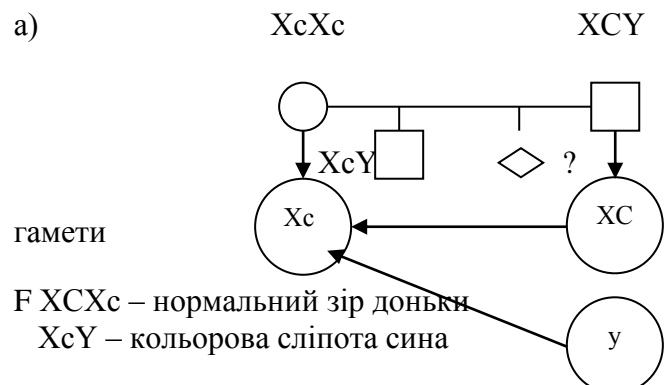 а) XcXc XCY
XcY ?
Xc XC
гамети
F XCXc – нормальний зір доньки
XcY – кольорова сліпота сина
y